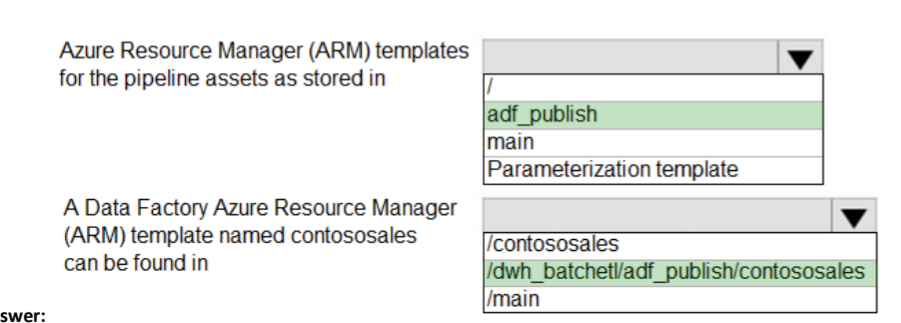 Azure Resource Manager (ARM) templates
for the pipeline assets as stored in
/
adf_publish
main
Parameterization template
A Data Factory Azure Resource Manager
(ARM) template named contososales
can be found in
/contososales
/dwh_batchetl/adf_publish/contososales
/main
swer: